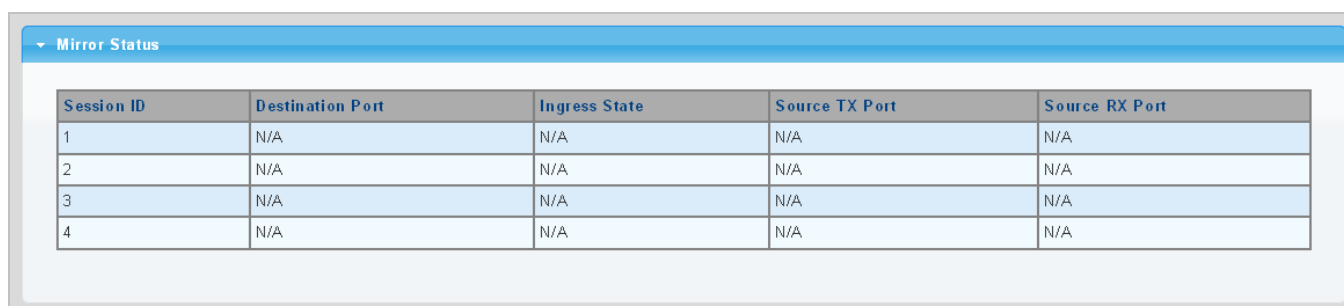 Mirror Status
Session ID Destination Port Ingress State Source TX Port Source RX Port
1 N/A N/A N/A N/A
2 N/A N/A N/A N/A
3 N/A N/A N/A N/A
4 N/A N/A N/A N/A